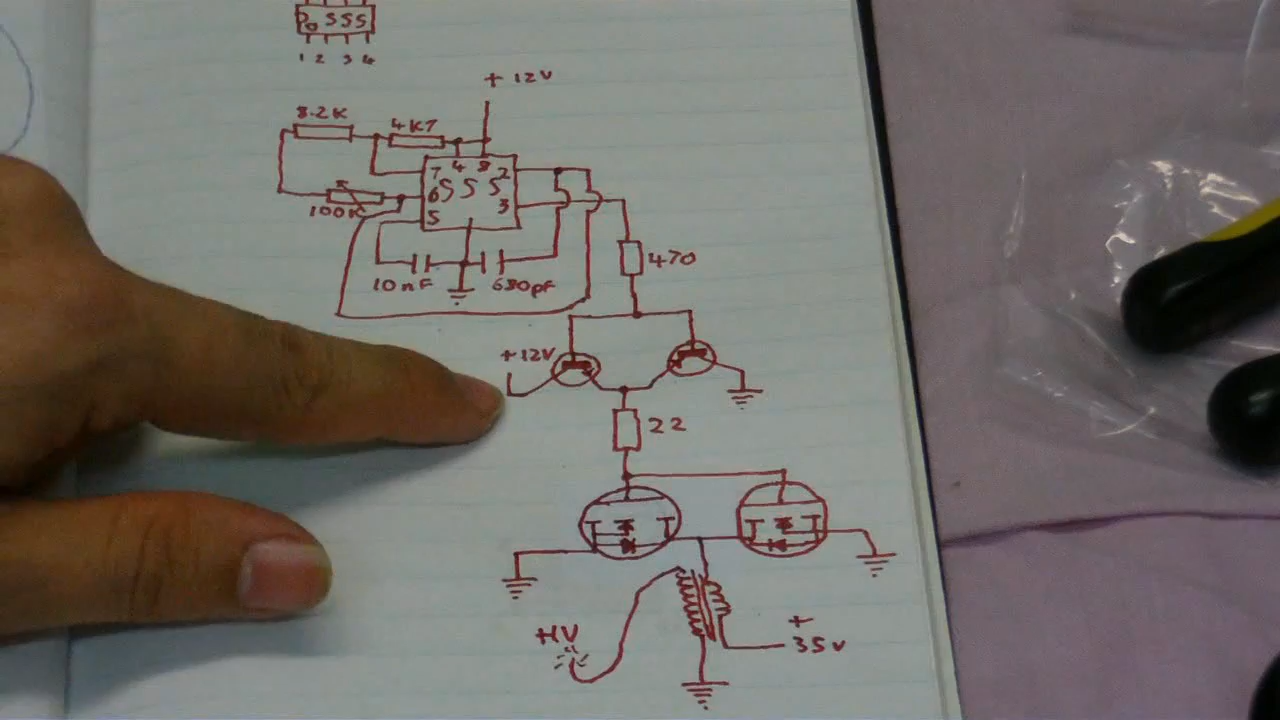 555
1 2 3 4
+ 12V
8.2K
4K7
7 4 8 2
6 555
100K
5
3
10nF
680pF
470
+12V
22
HV
+
35V